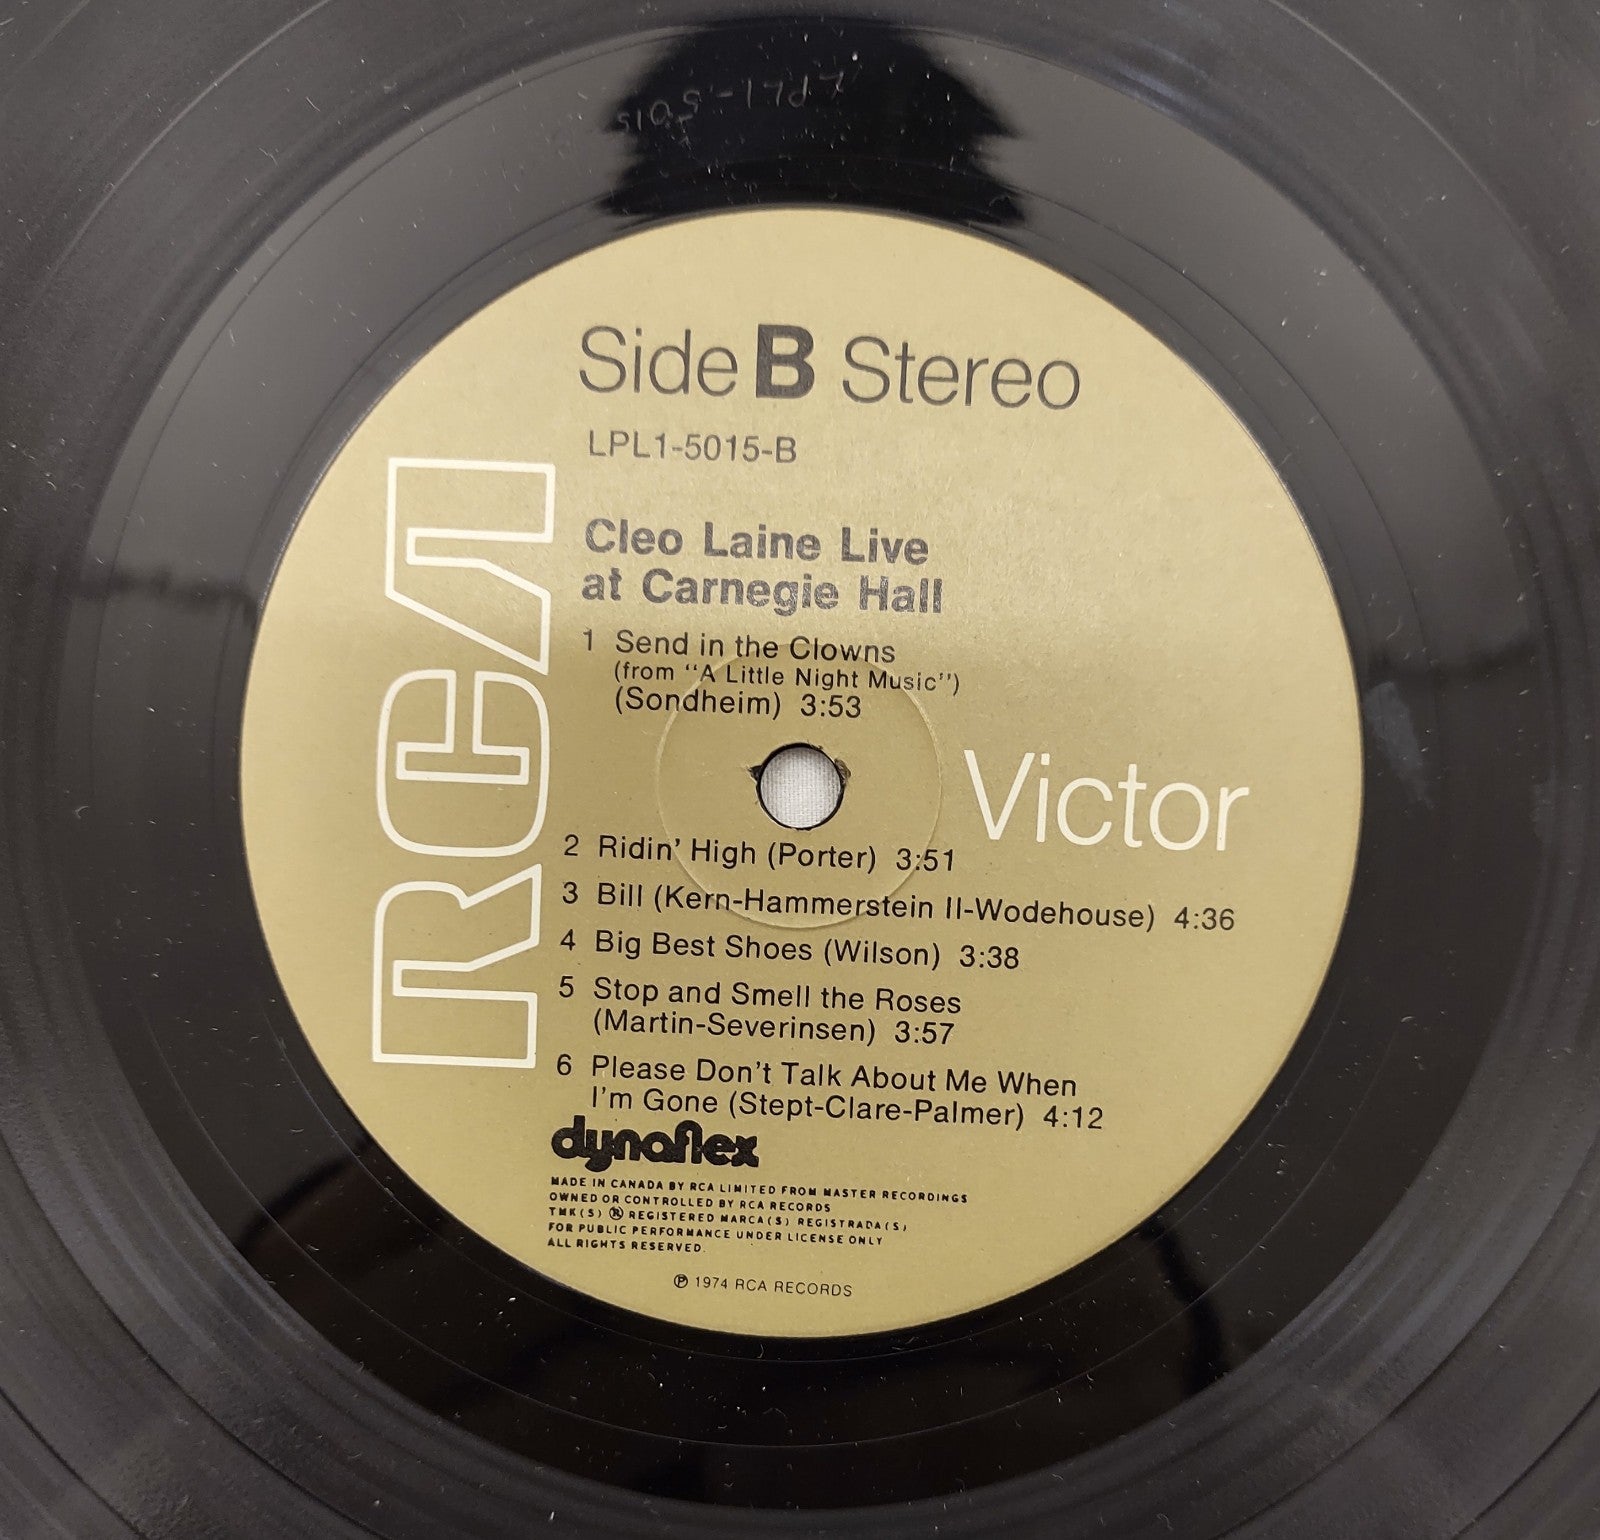 LPL1-5015
Side B Stereo
LPL1-5015-B
Cleo Laine Live
at Carnegie Hall
1 Send in the Clowns
(from "A Little Night Music")
(Sondheim) 3:53
RCA
Victor
2 Ridin' High (Porter) 3:51
3 Bill (Kern-Hammerstein II-Wodehouse) 4:36
4 Big Best Shoes (Wilson) 3:38
5 Stop and Smell the Roses
(Martin-Severinsen) 3:57
6 Please Don't Talk About Me When
I'm Gone (Stept-Clare-Palmer) 4:12
dynaflex
MADE IN CANADA BY RCA LIMITED FROM MASTER RECORDINGS
OWNED OR CONTROLLED BY RCA RECORDS
TMK(S) ® REGISTERED MARCA(S) REGISTRADA(S)
FOR PUBLIC PERFORMANCE UNDER LICENSE ONLY
ALL RIGHTS RESERVED.
℗ 1974 RCA RECORDS